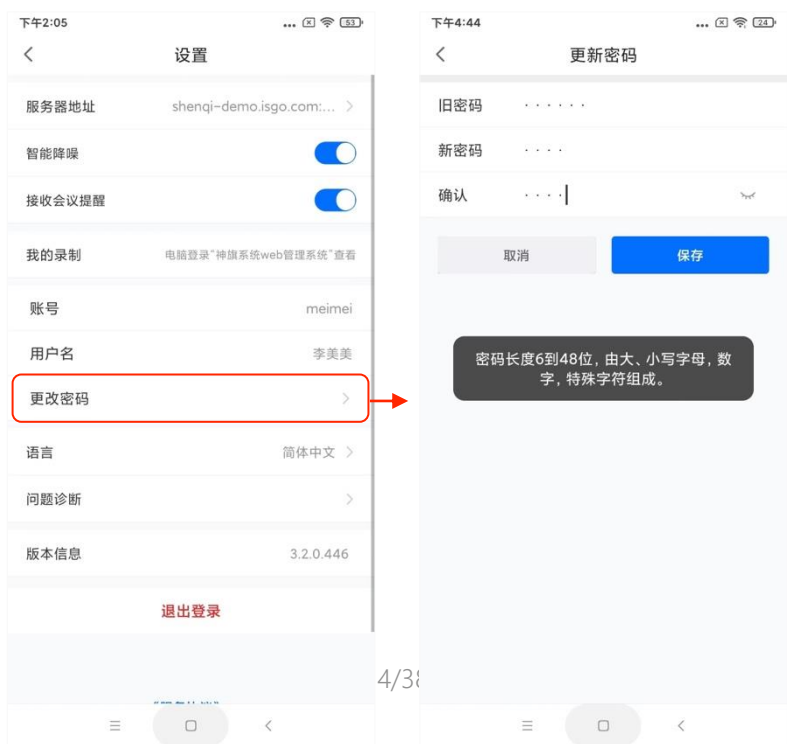 下午2:05
... 53
设置
服务器地址 shenqi-demo.isgo.com:...
智能降噪
接收会议提醒
我的录制 电脑登录"神旗系统web管理系统"查看
账号 meimei
用户名 李美美
更改密码
语言 简体中文
问题诊断
版本信息 3.2.0.446
退出登录
下午4:44
... 24
更新密码
旧密码 ······
新密码 ····
确认 ····
取消 保存
密码长度6到48位，由大、小写字母，数
字，特殊字符组成。
4/38